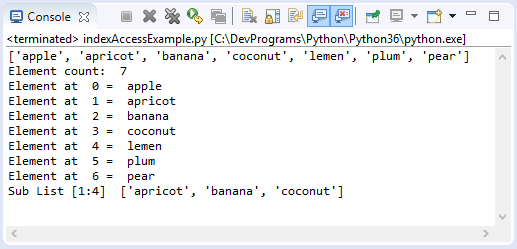 Console
<terminated> indexAccessExample.py [C:\DevPrograms\Python\Python36\python.exe]
['apple', 'apricot', 'banana', 'coconut', 'lemen', 'plum', 'pear']
Element count:  7
Element at  0 =  apple
Element at  1 =  apricot
Element at  2 =  banana
Element at  3 =  coconut
Element at  4 =  lemen
Element at  5 =  plum
Element at  6 =  pear
Sub List [1:4]  ['apricot', 'banana', 'coconut']